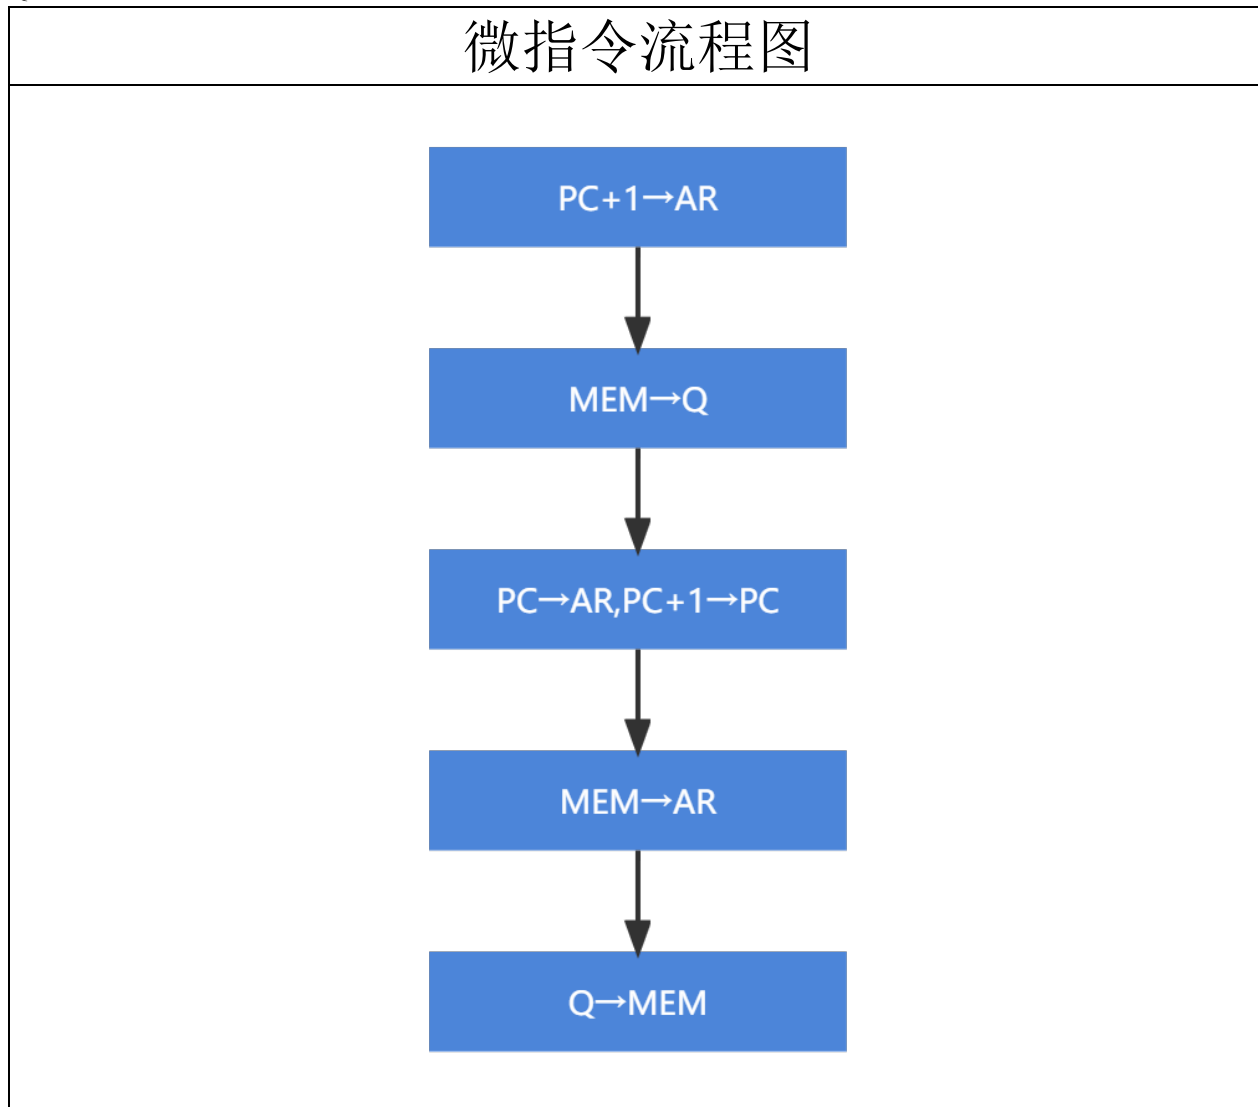 微指令流程图
PC+1→AR
MEM→Q
PC→AR,PC+1→PC
MEM→AR
Q→MEM